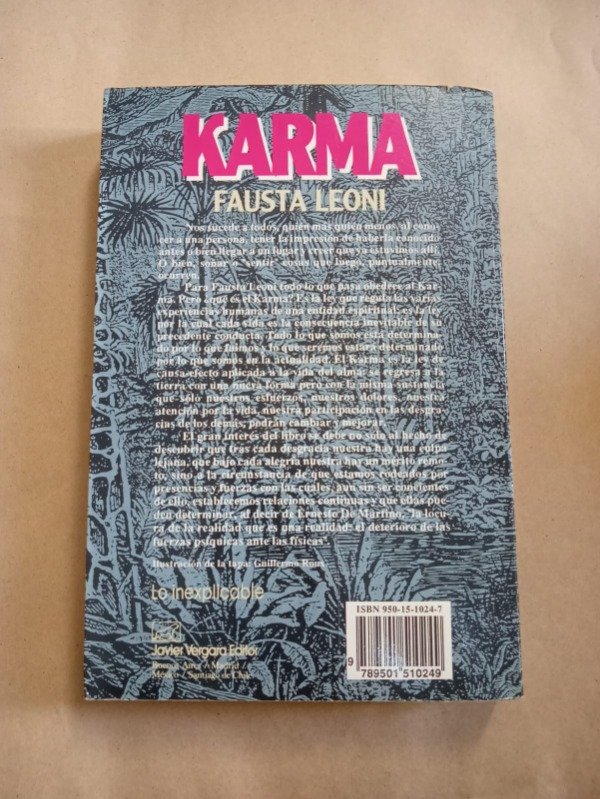 KARMA
FAUSTA LEONI
Nos sucede a todos, quién más quién menos, al cono-
cer a una persona, tener la impresión de haberla conocido
antes o bien llegar a un lugar y creer que ya estuvimos allí.
O bien, soñar o "sentir" cosas que luego, puntualmente
ocurren.
Para Fausta Leoni todo lo que pasa obedece al Kar-
ma. Pero ¿qué es el Karma? Es la ley que regula las varias
experiencias humanas de una entidad espiritual: es la ley
por la cual cada vida es la consecuencia inevitable de su
precedente conducta. Todo lo que somos está determina-
do por lo que fuimos y lo que seremos estará determinado
por lo que somos en la actualidad. El Karma es la ley de
causa-efecto aplicada a la vida del alma: se regresa a la
tierra con una nueva forma pero con la misma sustancia
que sólo nuestros esfuerzos, nuestros dolores, nuestra
atención por la vida, nuestra participación en las desgra-
cias de los demás, podrán cambiar y mejorar.
El gran interés del libro se debe no sólo al hecho de
descubrir que tras cada desgracia nuestra hay una culpa
lejana, que bajo cada alegría nuestra hay un mérito remo-
to, sino a la circunstancia de que estamos rodeados por
presencias y fuerzas con las cuales, aun sin ser concientes
de ello, establecemos relaciones continuas y que ellas pue-
den determinar, al decir de Ernesto De Martino, "la locu-
ra de la realidad que es una realidad: el deterioro de las
fuerzas psíquicas ante las físicas".
Ilustración de la tapa: Guillermo Roux
Lo inexplicable
Javier Vergara Editor
Buenos Aires / Madrid /
México / Santiago de Chile
ISBN 950-15-1024-7
9 789501 510249